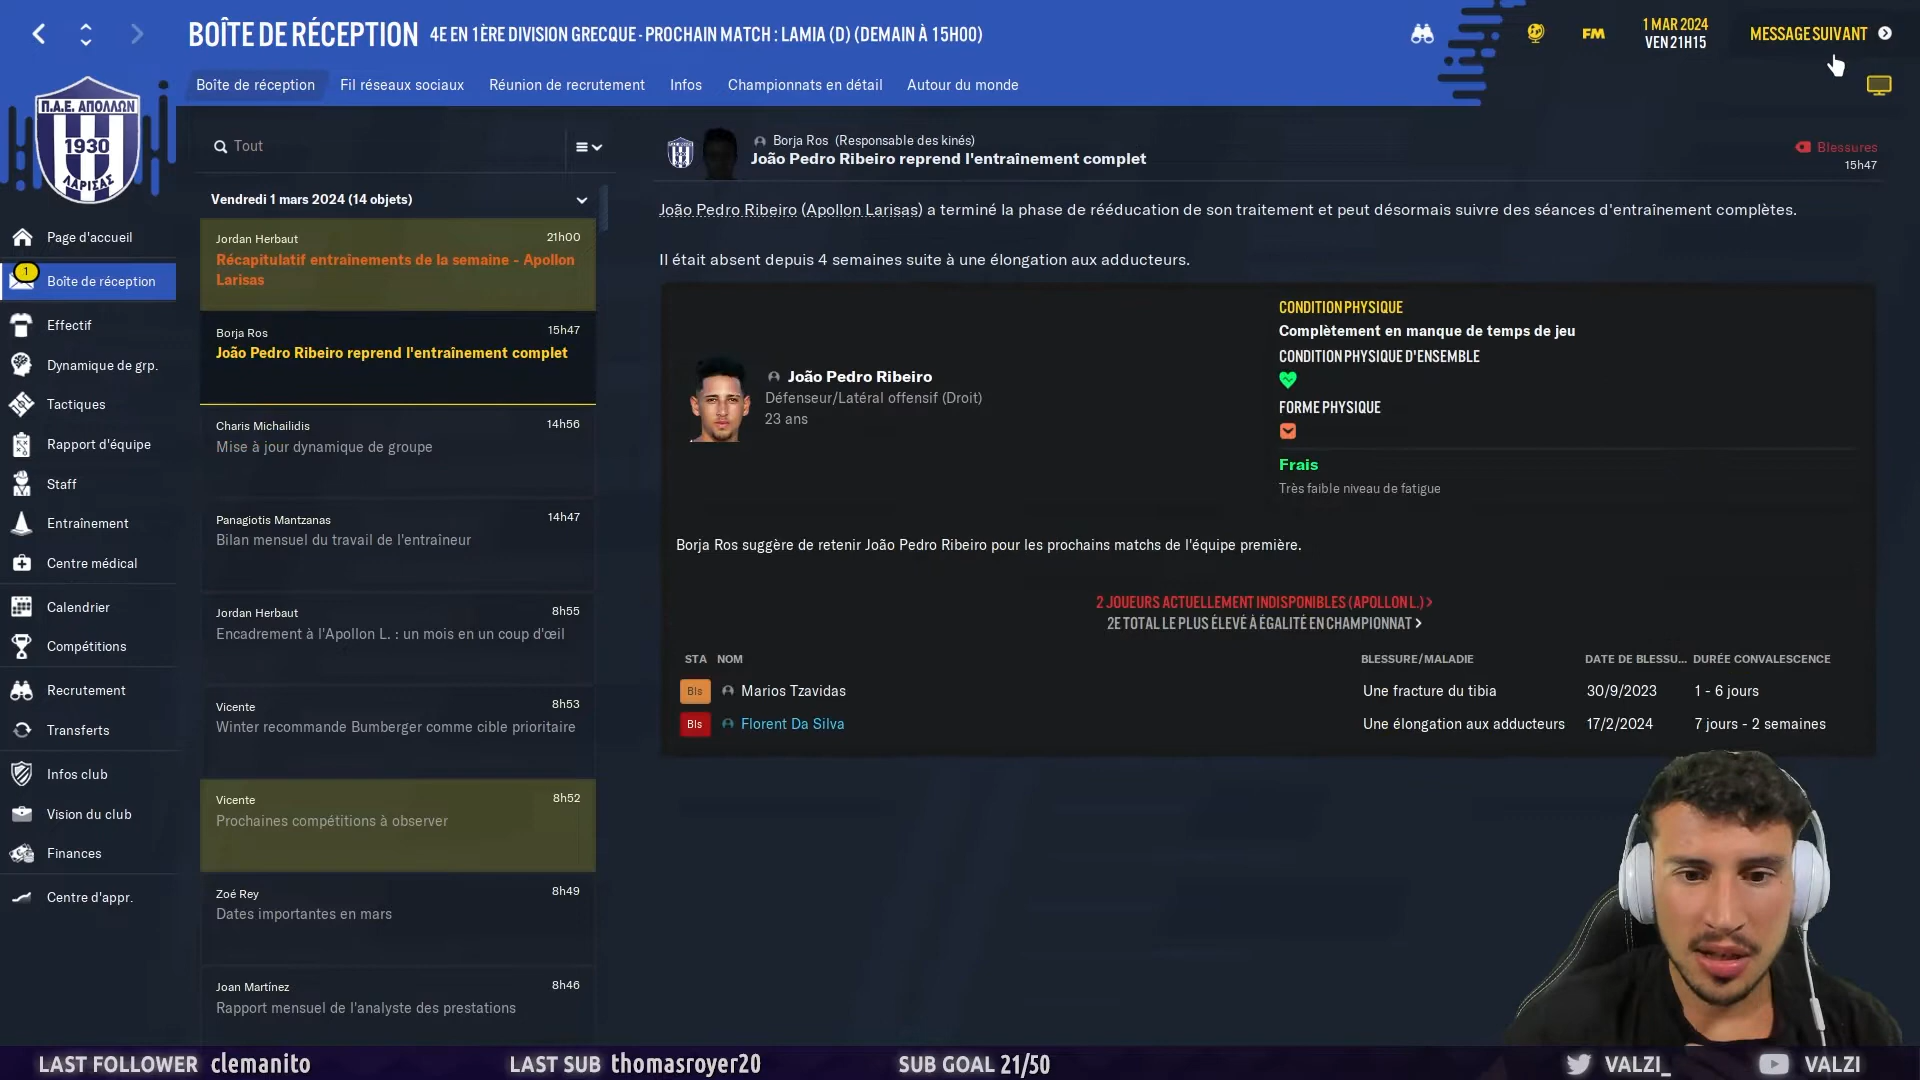 BOÎTE DE RÉCEPTION
4E EN 1ÈRE DIVISION GRECQUE - PROCHAIN MATCH : LAMIA (D) (DEMAIN À 15H00)
FM
1 MAR 2024
VEN 21H15
MESSAGE SUIVANT
Boîte de réception
Fil réseaux sociaux
Réunion de recrutement
Infos
Championnats en détail
Autour du monde
Π.Α.Ε. ΑΠΟΛΛΩΝ
1930
ΛΑΡΙΣΑΣ
Page d'accueil
1
Boîte de réception
Effectif
Dynamique de grp.
Tactiques
Rapport d'équipe
Staff
Entraînement
Centre médical
Calendrier
Compétitions
Recrutement
Transferts
Infos club
Vision du club
Finances
Centre d'appr.
Tout
Vendredi 1 mars 2024 (14 objets)
Jordan Herbaut
21h00
Récapitulatif entraînements de la semaine - Apollon
Larisas
Borja Ros
15h47
João Pedro Ribeiro reprend l'entraînement complet
Charis Michailidis
14h56
Mise à jour dynamique de groupe
Panagiotis Mantzanas
14h47
Bilan mensuel du travail de l'entraîneur
Jordan Herbaut
8h55
Encadrement à l'Apollon L. : un mois en un coup d'œil
Vicente
8h53
Winter recommande Bumberger comme cible prioritaire
Vicente
8h52
Prochaines compétitions à observer
Zoé Rey
8h49
Dates importantes en mars
Joan Martínez
8h46
Rapport mensuel de l'analyste des prestations
Borja Ros (Responsable des kinés)
João Pedro Ribeiro reprend l'entraînement complet
Blessures
15h47
João Pedro Ribeiro (Apollon Larisas) a terminé la phase de rééducation de son traitement et peut désormais suivre des séances d'entraînement complètes.
Il était absent depuis 4 semaines suite à une élongation aux adducteurs.
João Pedro Ribeiro
Défenseur/Latéral offensif (Droit)
23 ans
CONDITION PHYSIQUE
Complètement en manque de temps de jeu
CONDITION PHYSIQUE D'ENSEMBLE
FORME PHYSIQUE
Frais
Très faible niveau de fatigue
Borja Ros suggère de retenir João Pedro Ribeiro pour les prochains matchs de l'équipe première.
2 JOUEURS ACTUELLEMENT INDISPONIBLES (APOLLON L.) >
2E TOTAL LE PLUS ÉLEVÉ À ÉGALITÉ EN CHAMPIONNAT >
STA NOM BLESSURE/MALADIE DATE DE BLESSU... DURÉE CONVALESCENCE
Bls Marios Tzavidas Une fracture du tibia 30/9/2023 1 - 6 jours
Bls Florent Da Silva Une élongation aux adducteurs 17/2/2024 7 jours - 2 semaines
LAST FOLLOWER clemanito
LAST SUB thomasroyer20
SUB GOAL 21/50
VALZI_
VALZI